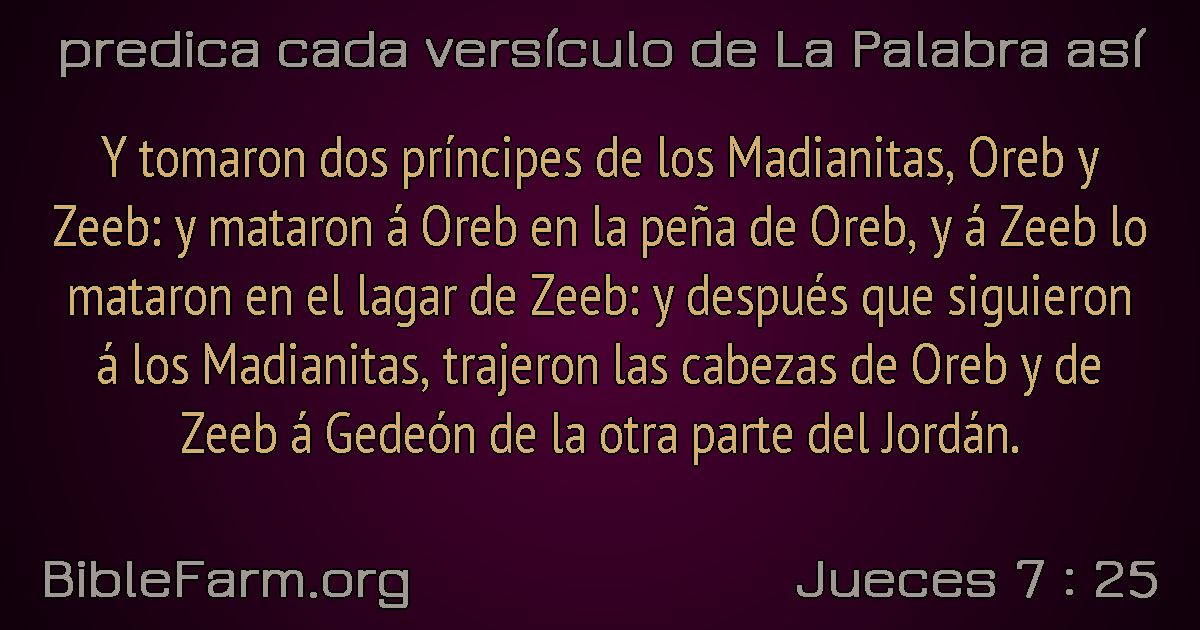 predica cada versículo de La Palabra así
Y tomaron dos príncipes de los Madianitas, Oreb y
Zeeb: y mataron á Oreb en la peña de Oreb, y á Zeeb lo
mataron en el lagar de Zeeb: y después que siguieron
á los Madianitas, trajeron las cabezas de Oreb y de
Zeeb á Gedeón de la otra parte del Jordán.
BibleFarm.org
Jueces 7 : 25